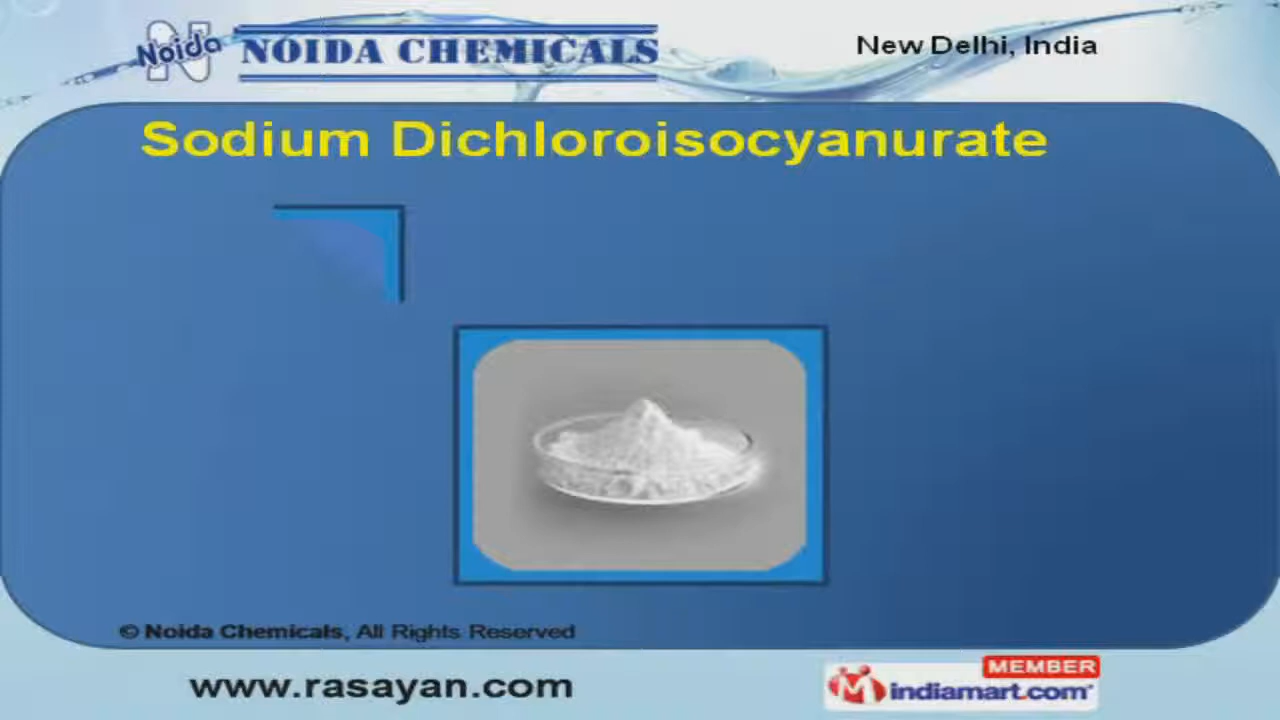 Noida
NOIDA CHEMICALS
New Delhi, India
Sodium Dichloroisocyanurate
© Noida Chemicals, All Rights Reserved
www.rasayan.com
MEMBER
indiamart.com